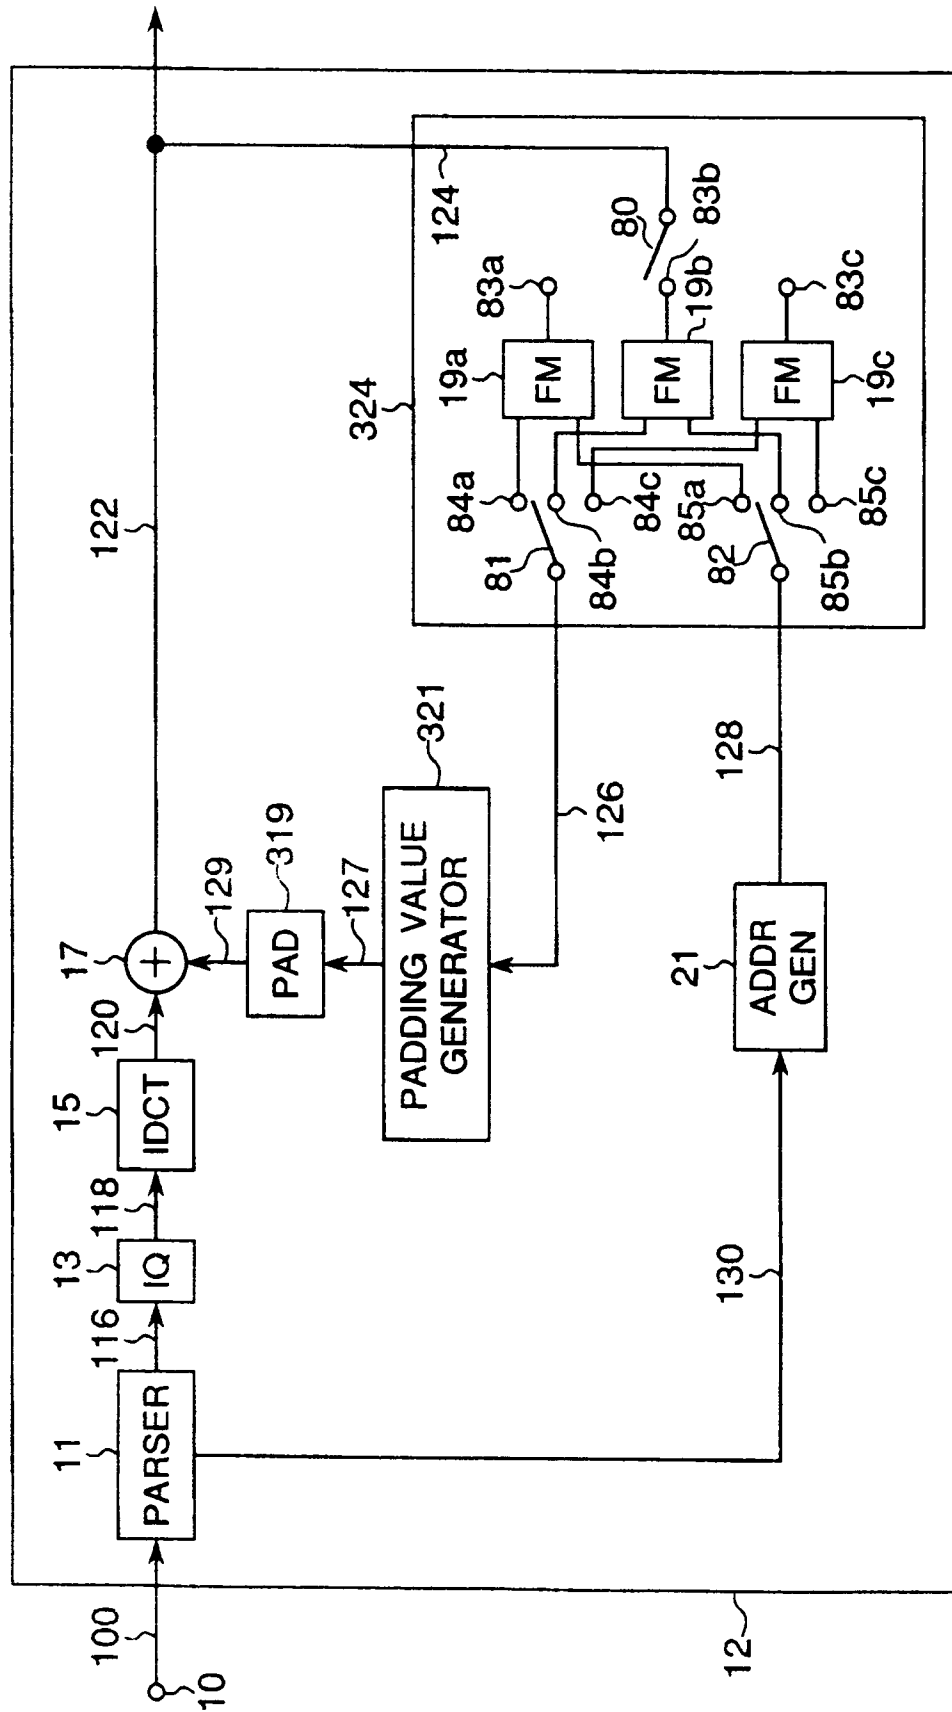 10
100
11
PARSER
116
13
IQ
118
15
IDCT
120
17
+
122
129
PAD
319
127
PADDING VALUE
GENERATOR
321
126
130
21
ADDR
GEN
128
12
324
124
81
84a
84b
84c
82
85a
85b
85c
19a
FM
83a
FM
19b
80
83b
FM
19c
83c